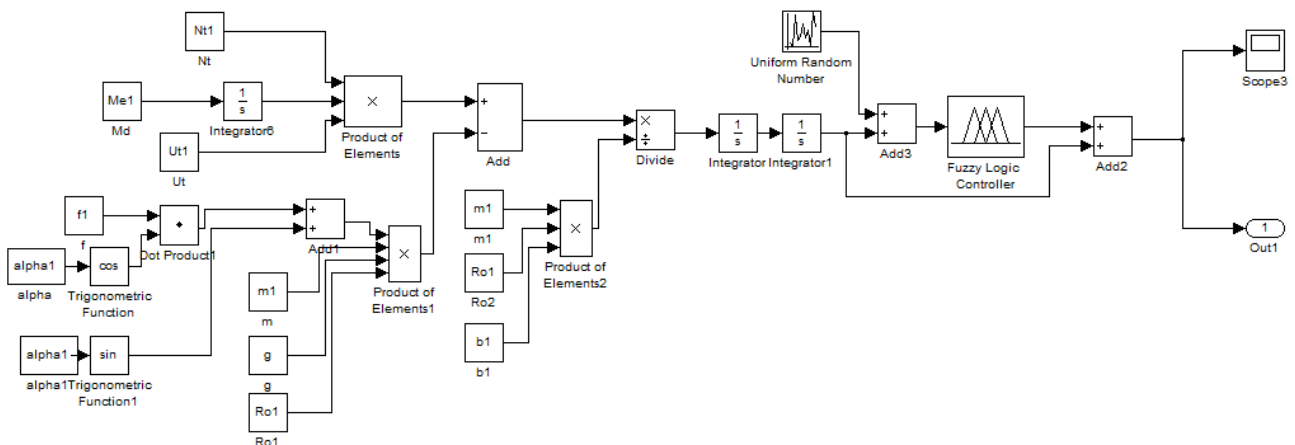 Nt1
Nt
Me1
Md
1
s
Integrator6
Ut1
Ut
×
Product of
Elements
+
−
Add
f1
f
Dot Product1
alpha1
alpha
cos
Trigonometric
Function
alpha1
alpha1
sin
Trigonometric
Function1
+
+
Add1
m1
m
g
g
Ro1
Ro1
×
Product of
Elements1
m1
m1
Ro1
Ro2
b1
b1
×
Product of
Elements2
×
÷
Divide
1
s
Integrator
1
s
Integrator1
Uniform Random
Number
+
+
Add3
Fuzzy Logic
Controller
+
+
Add2
Scope3
1
Out1